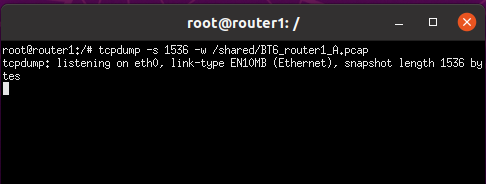 root@router1: /
root@router1:/# tcpdump -s 1536 -w /shared/BT6_router1_A.pcap
tcpdump: listening on eth0, link-type EN10MB (Ethernet), snapshot length 1536 by
tes